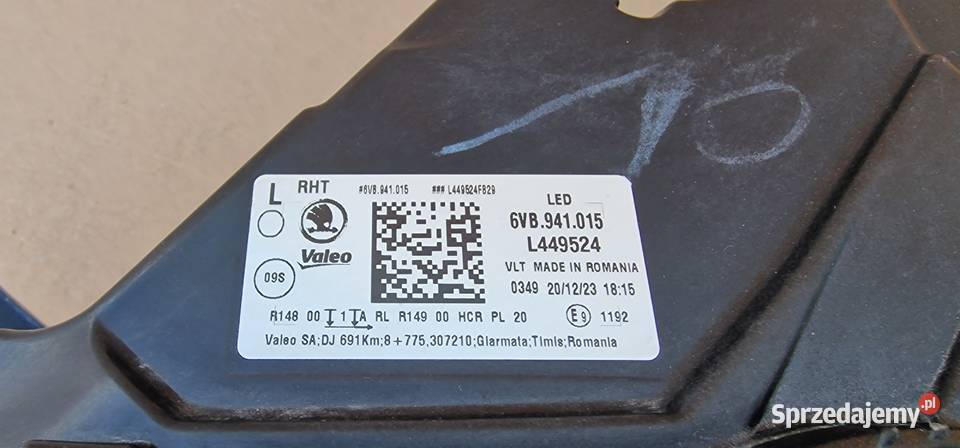 10
L RHT #6VB.941.015 ### L449524FB29
LED
6VB.941.015
L449524
Valeo
VLT MADE IN ROMANIA
09S
0349 20/12/23 18:15
R148 00 1 A RL R149 00 HCR PL 20 E9 1192
Valeo SA;DJ 691Km;8+775,307210;Giarmata;Timis;Romania
Sprzedajemy.pl